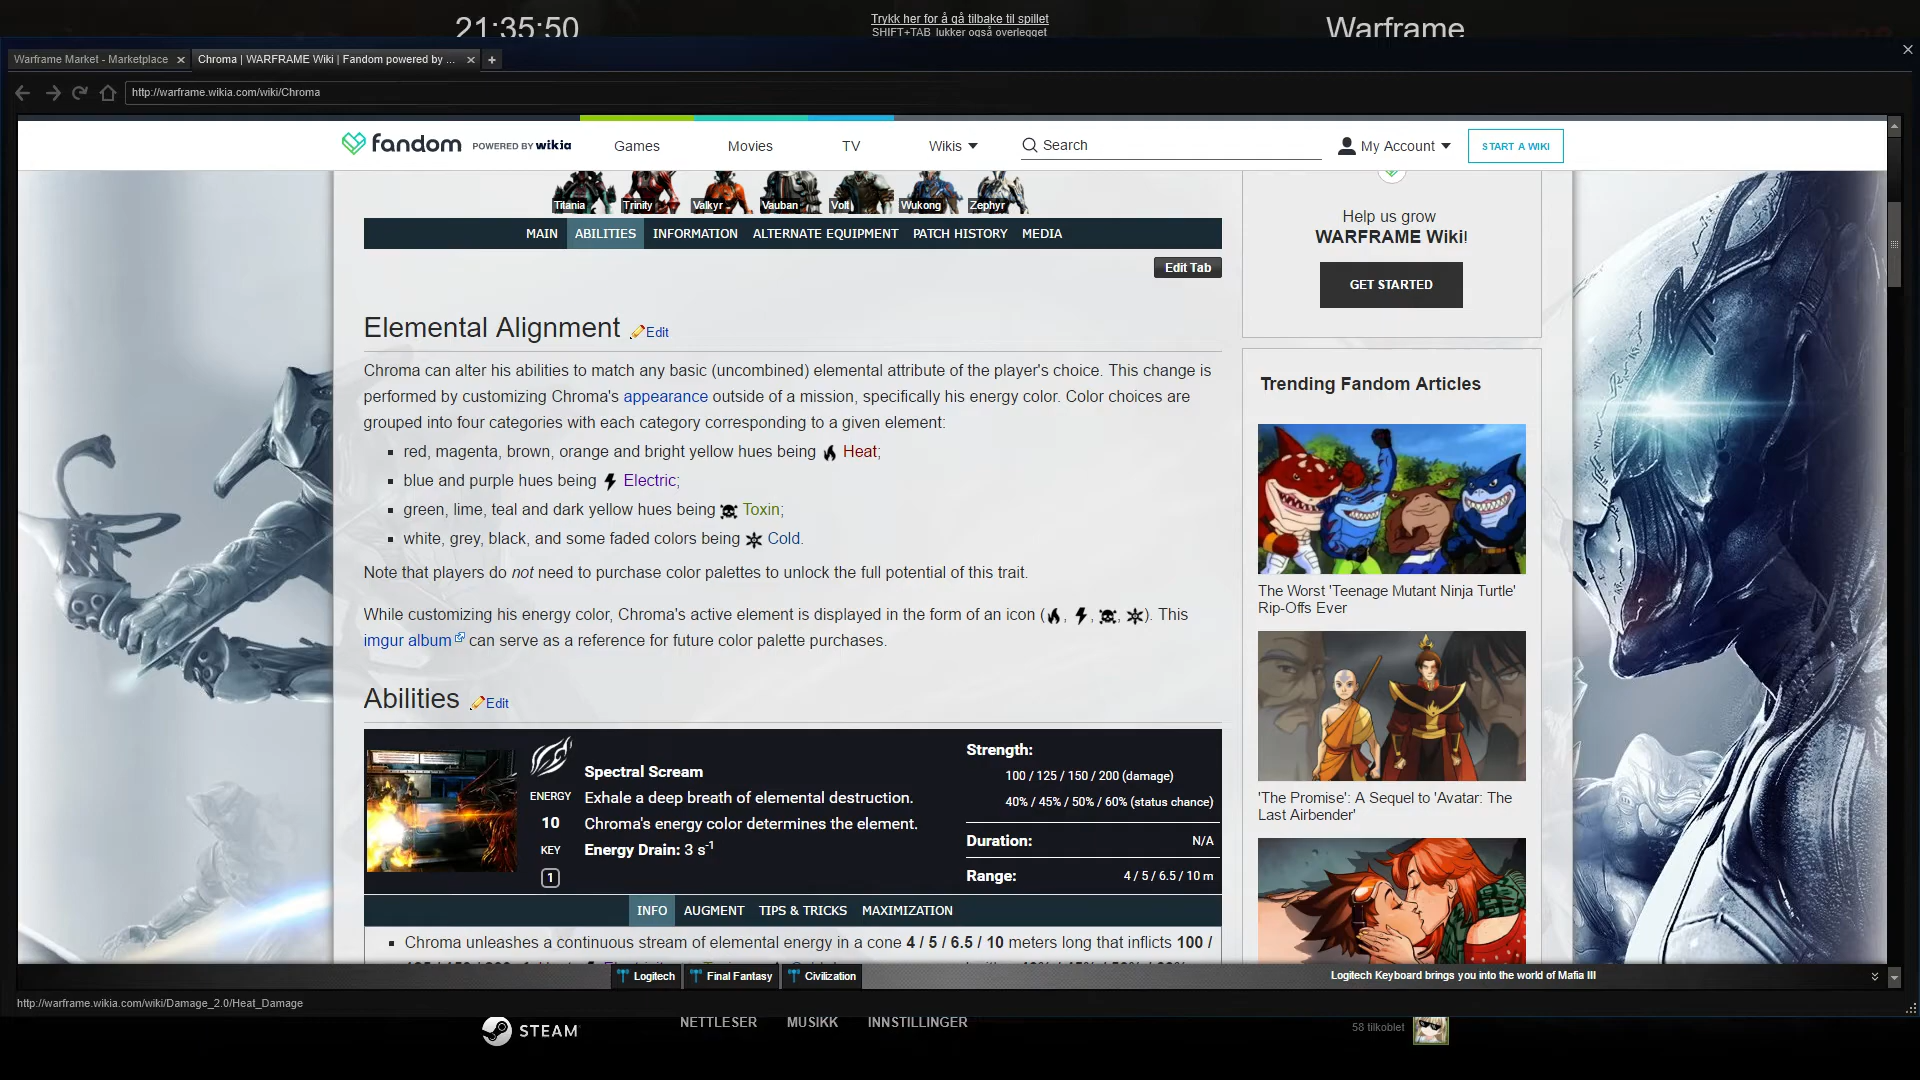 21:35:50
Trykk her for å gå tilbake til spillet
SHIFT+TAB lukker også overlegget
Warframe
Warframe Market - Marketplace
Chroma | WARFRAME Wiki | Fandom powered by ...
http://warframe.wikia.com/wiki/Chroma
fandom POWERED BY wikia
Games
Movies
TV
Wikis
Search
My Account
START A WIKI
Titania
Trinity
Valkyr
Vauban
Volt
Wukong
Zephyr
MAIN
ABILITIES
INFORMATION
ALTERNATE EQUIPMENT
PATCH HISTORY
MEDIA
Edit Tab
Elemental Alignment Edit
Chroma can alter his abilities to match any basic (uncombined) elemental attribute of the player's choice. This change is
performed by customizing Chroma's appearance outside of a mission, specifically his energy color. Color choices are
grouped into four categories with each category corresponding to a given element:
red, magenta, brown, orange and bright yellow hues being Heat;
blue and purple hues being Electric;
green, lime, teal and dark yellow hues being Toxin;
white, grey, black, and some faded colors being Cold.
Note that players do not need to purchase color palettes to unlock the full potential of this trait.
While customizing his energy color, Chroma's active element is displayed in the form of an icon ( , , , ). This
imgur album can serve as a reference for future color palette purchases.
Abilities Edit
ENERGY
10
KEY
1
Spectral Scream
Exhale a deep breath of elemental destruction.
Chroma's energy color determines the element.
Energy Drain: 3 s-1
Strength:
100 / 125 / 150 / 200 (damage)
40% / 45% / 50% / 60% (status chance)
Duration: N/A
Range: 4 / 5 / 6.5 / 10 m
INFO
AUGMENT
TIPS & TRICKS
MAXIMIZATION
Chroma unleashes a continuous stream of elemental energy in a cone 4 / 5 / 6.5 / 10 meters long that inflicts 100 /
Help us grow
WARFRAME Wiki!
GET STARTED
Trending Fandom Articles
The Worst 'Teenage Mutant Ninja Turtle'
Rip-Offs Ever
'The Promise': A Sequel to 'Avatar: The
Last Airbender'
Logitech
Final Fantasy
Civilization
Logitech Keyboard brings you into the world of Mafia III
http://warframe.wikia.com/wiki/Damage_2.0/Heat_Damage
STEAM
NETTLESER
MUSIKK
INNSTILLINGER
58 tilkoblet